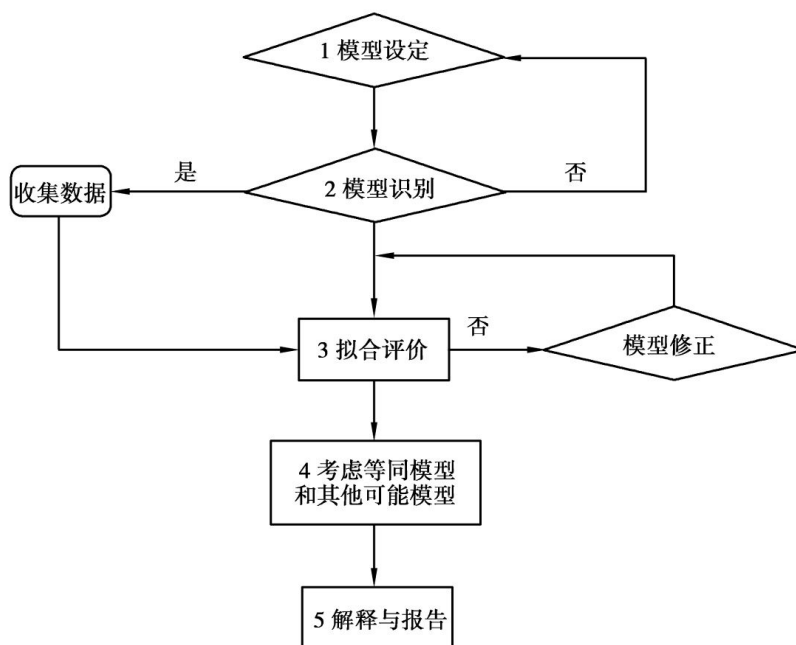 1 模型设定
是
否
收集数据
2 模型识别
3 拟合评价
否
模型修正
4 考虑等同模型
和其他可能模型
5 解释与报告